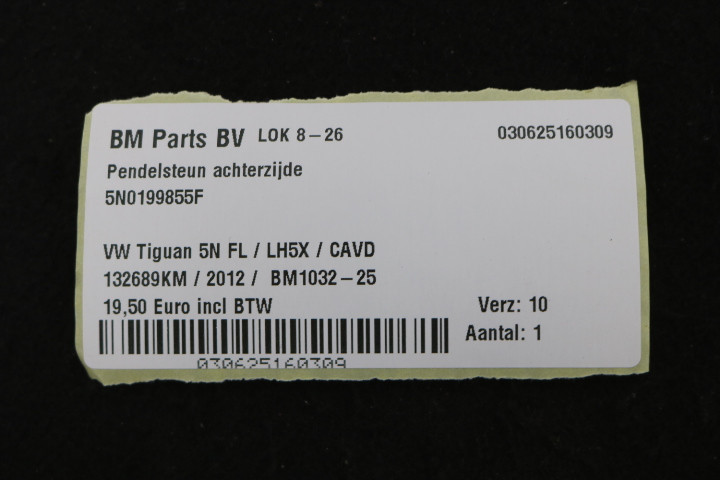 BM Parts BV LOK 8-26 030625160309
Pendelsteun achterzijde
5N0199855F
VW Tiguan 5N FL / LH5X / CAVD
132689KM / 2012 / BM1032-25
19,50 Euro incl BTW Verz: 10
Aantal: 1
030625160309